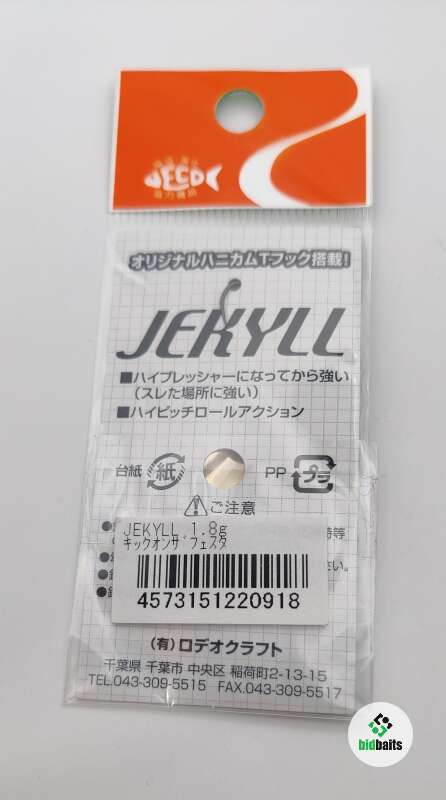 ECO
オリジナルハニカムTフック搭載!
JEKYLL
■ハイプレッシャーになってから強い
(スレた場所に強い)
■ハイピッチロールアクション
台紙 紙 PP プラ
ご注意
JEKYLL 1.8g
キックオンザ フェスタ
4573151220918
(有)ロデオクラフト
千葉県 千葉市 中央区 稲荷町2-13-15
TEL.043-309-5515 FAX.043-309-5517
bidbaits